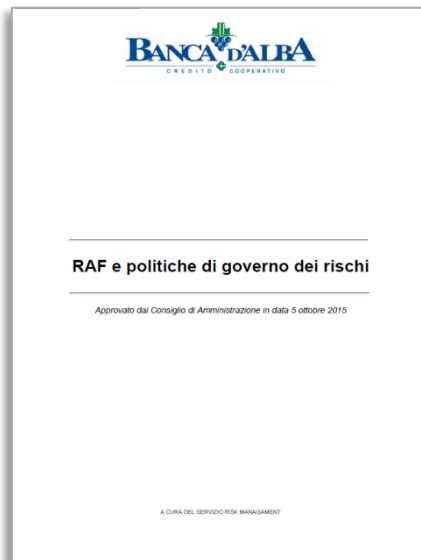 BANCA D'ALBA
CREDITO COOPERATIVO
RAF e politiche di governo dei rischi
Approvato dal Consiglio di Amministrazione in data 5 ottobre 2015
A CURA DEL SERVIZIO RISK MANAGAMENT